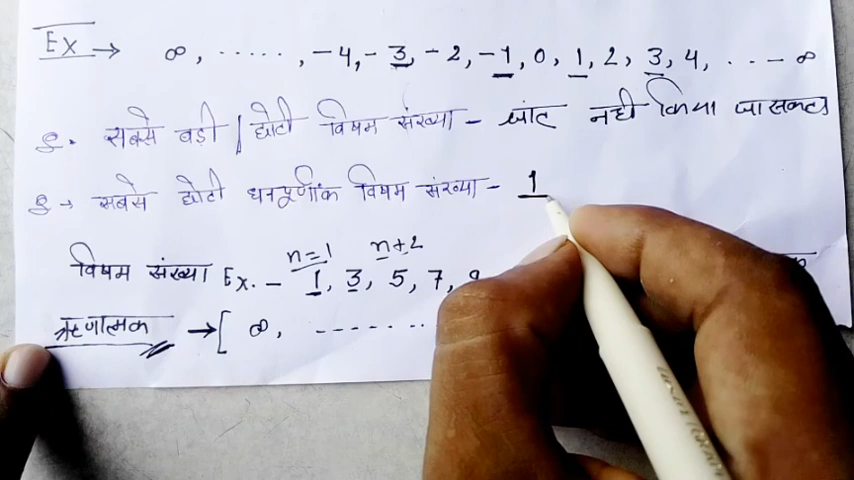 Ex → ∞, ....., -4, -3, -2, -1, 0, 1, 2, 3, 4, ... - ∞
सबसे बड़ी | छोटी विषम संख्या - नही किया जा सकता
सबसे छोटी धनपूर्णांक विषम संख्या - 1
n=1 n+2
विषम संख्या Ex. - 1, 3, 5, 7, 9
ऋणात्मक → [ ∞, --------